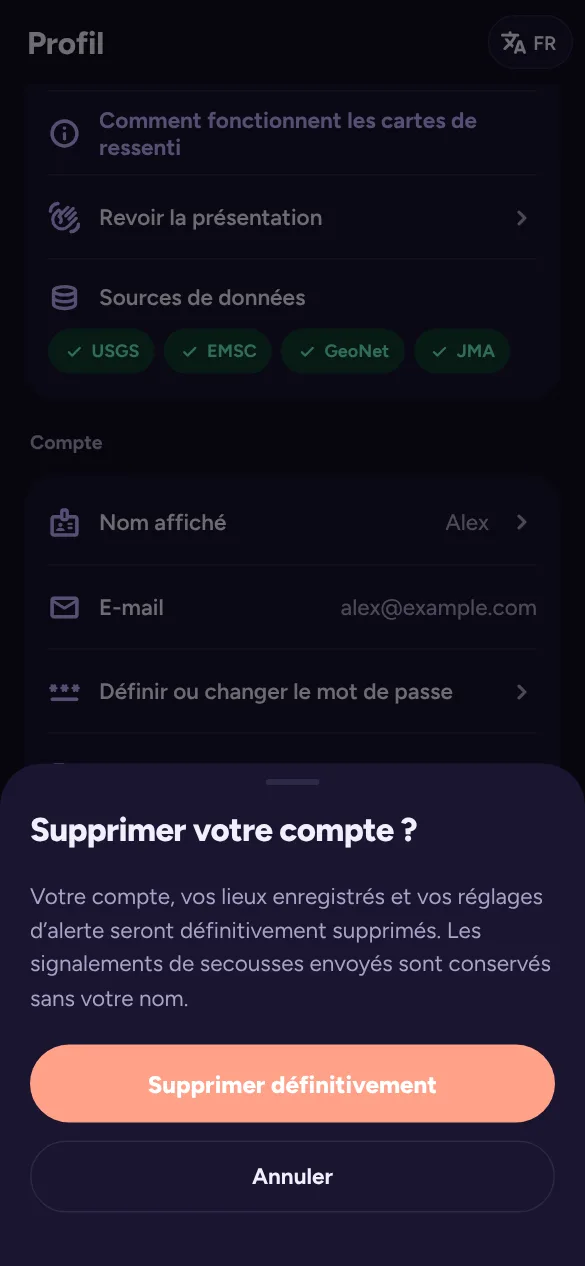 Profil
FR
Comment fonctionnent les cartes de
ressenti
Revoir la présentation
Sources de données
USGS
EMSC
GeoNet
JMA
Compte
Nom affiché
Alex
E-mail
alex@example.com
Définir ou changer le mot de passe
Supprimer votre compte ?
Votre compte, vos lieux enregistrés et vos réglages
d’alerte seront définitivement supprimés. Les
signalements de secousses envoyés sont conservés
sans votre nom.
Supprimer définitivement
Annuler